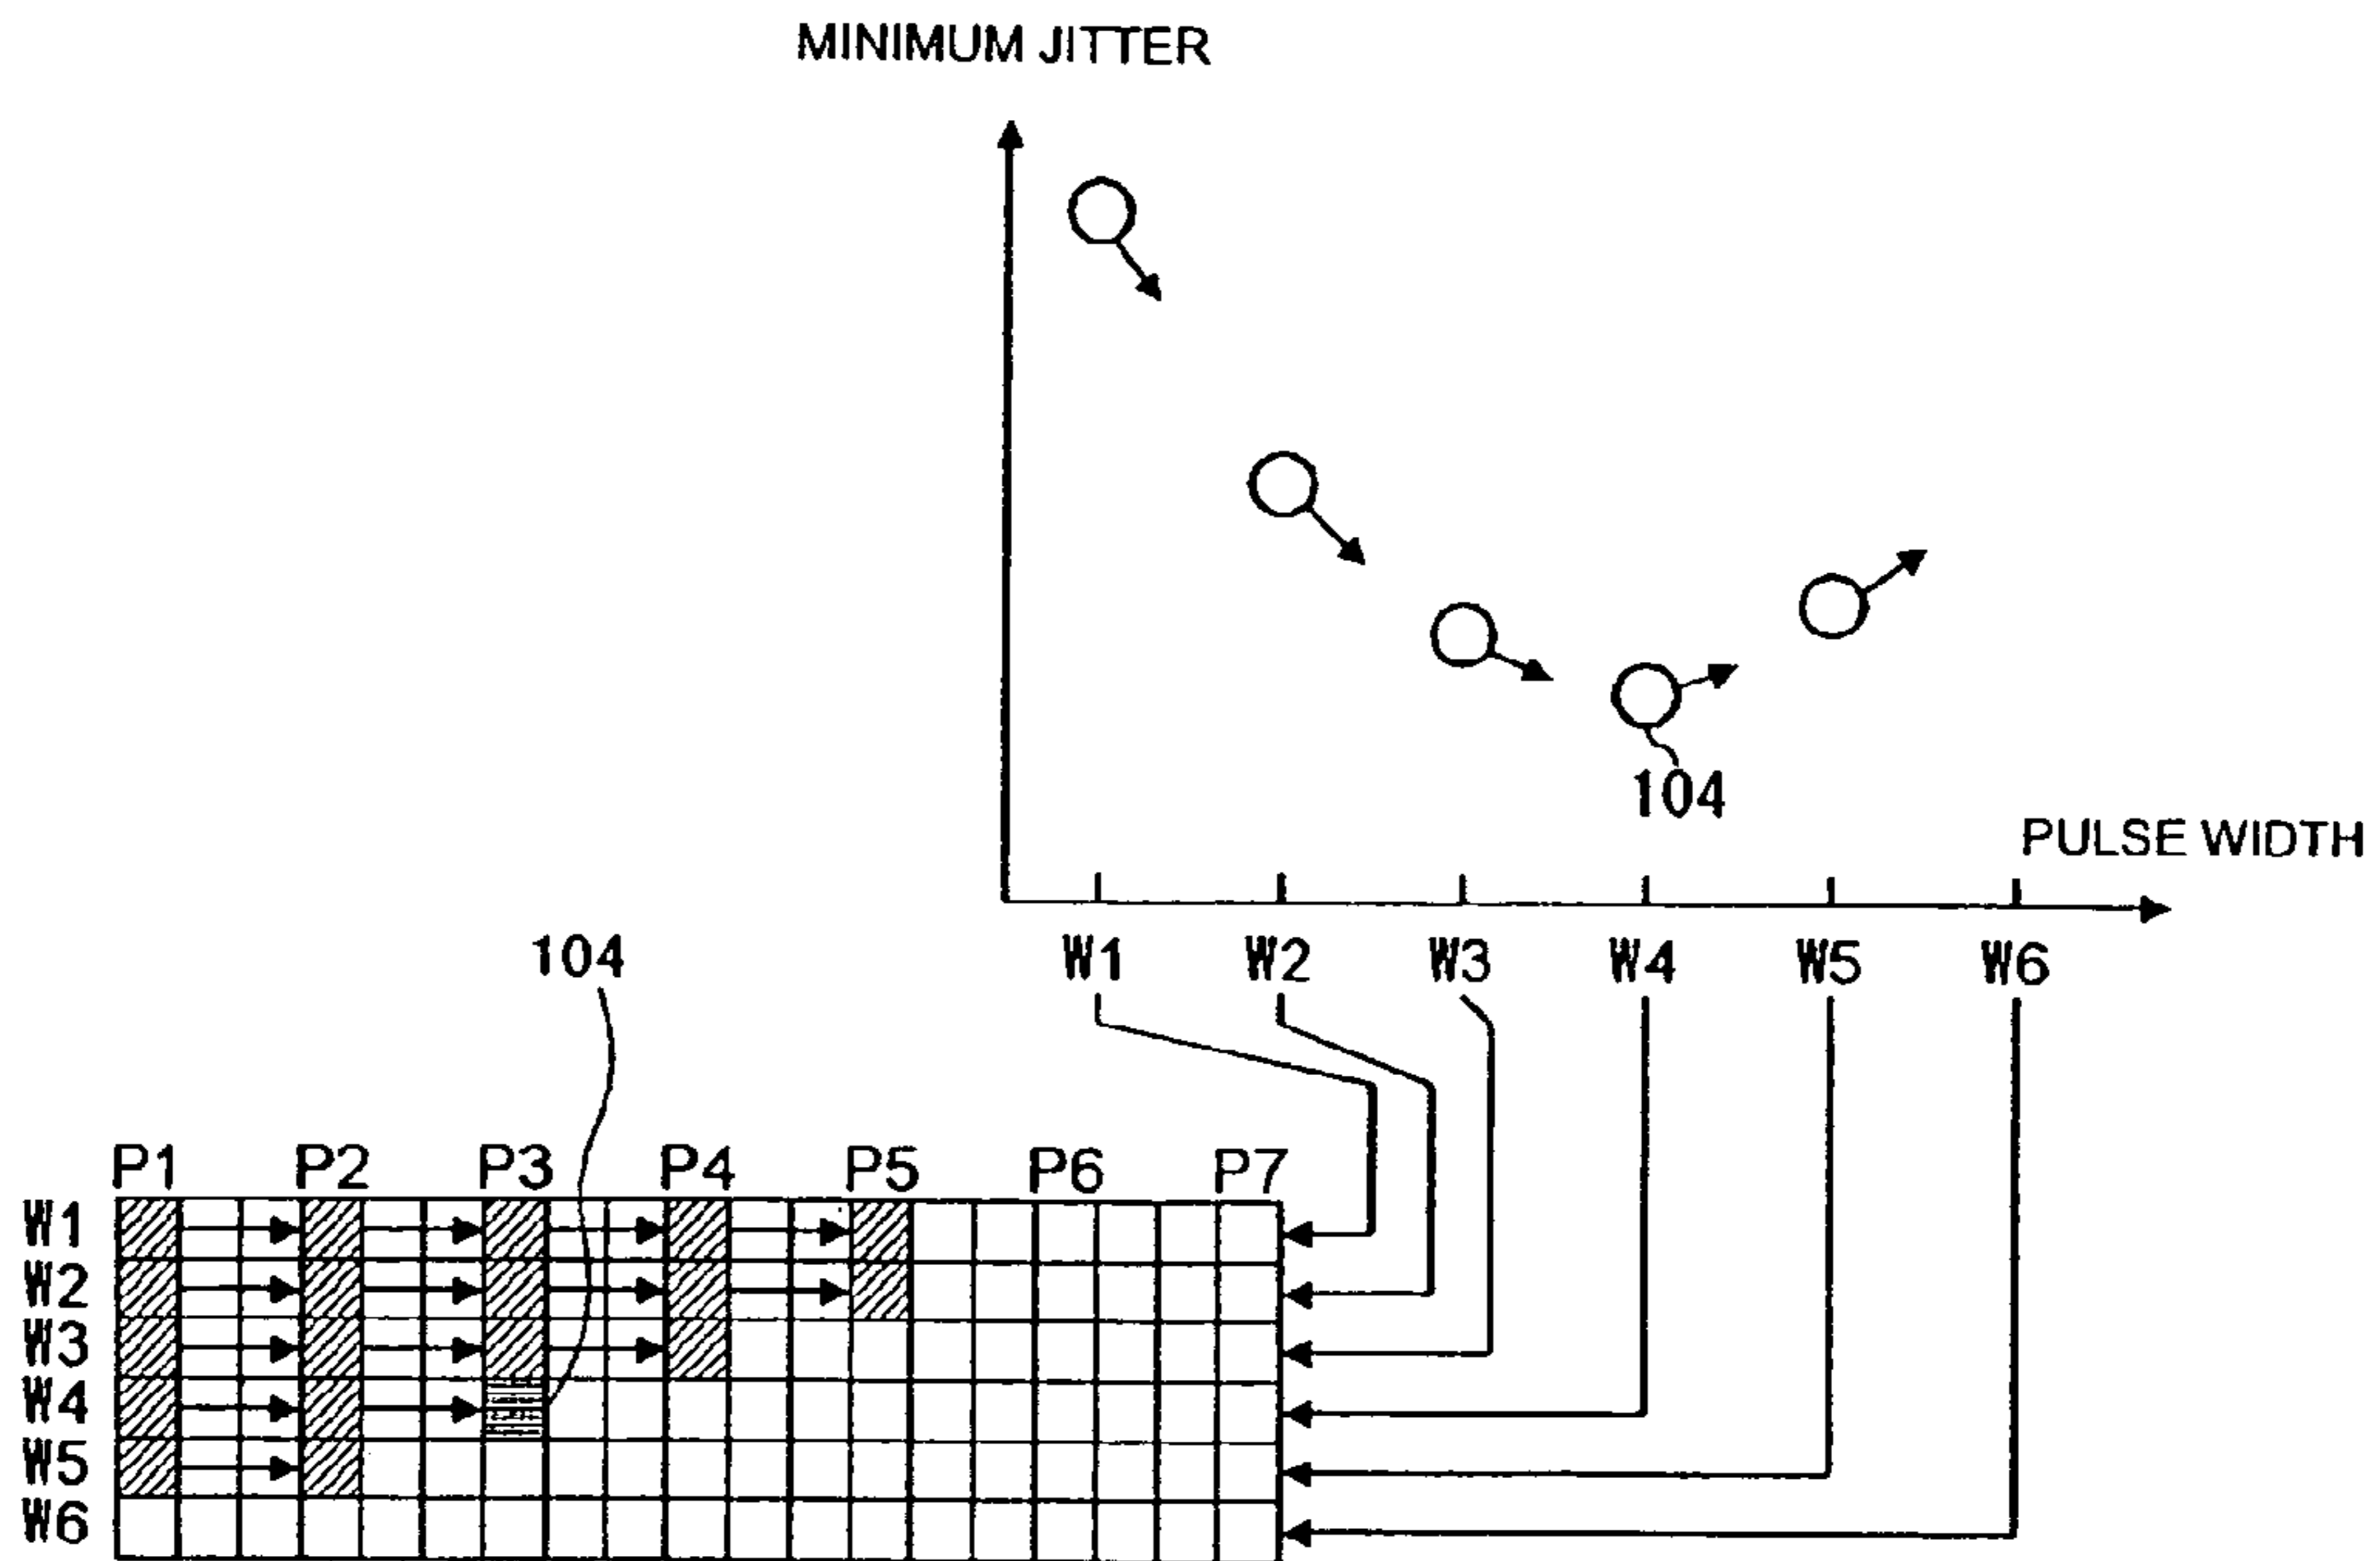 MINIMUM JITTER
104
PULSE WIDTH
W1 W2 W3 W4 W5 W6
104
P1 P2 P3 P4 P5 P6 P7
W1
W2
W3
W4
W5
W6